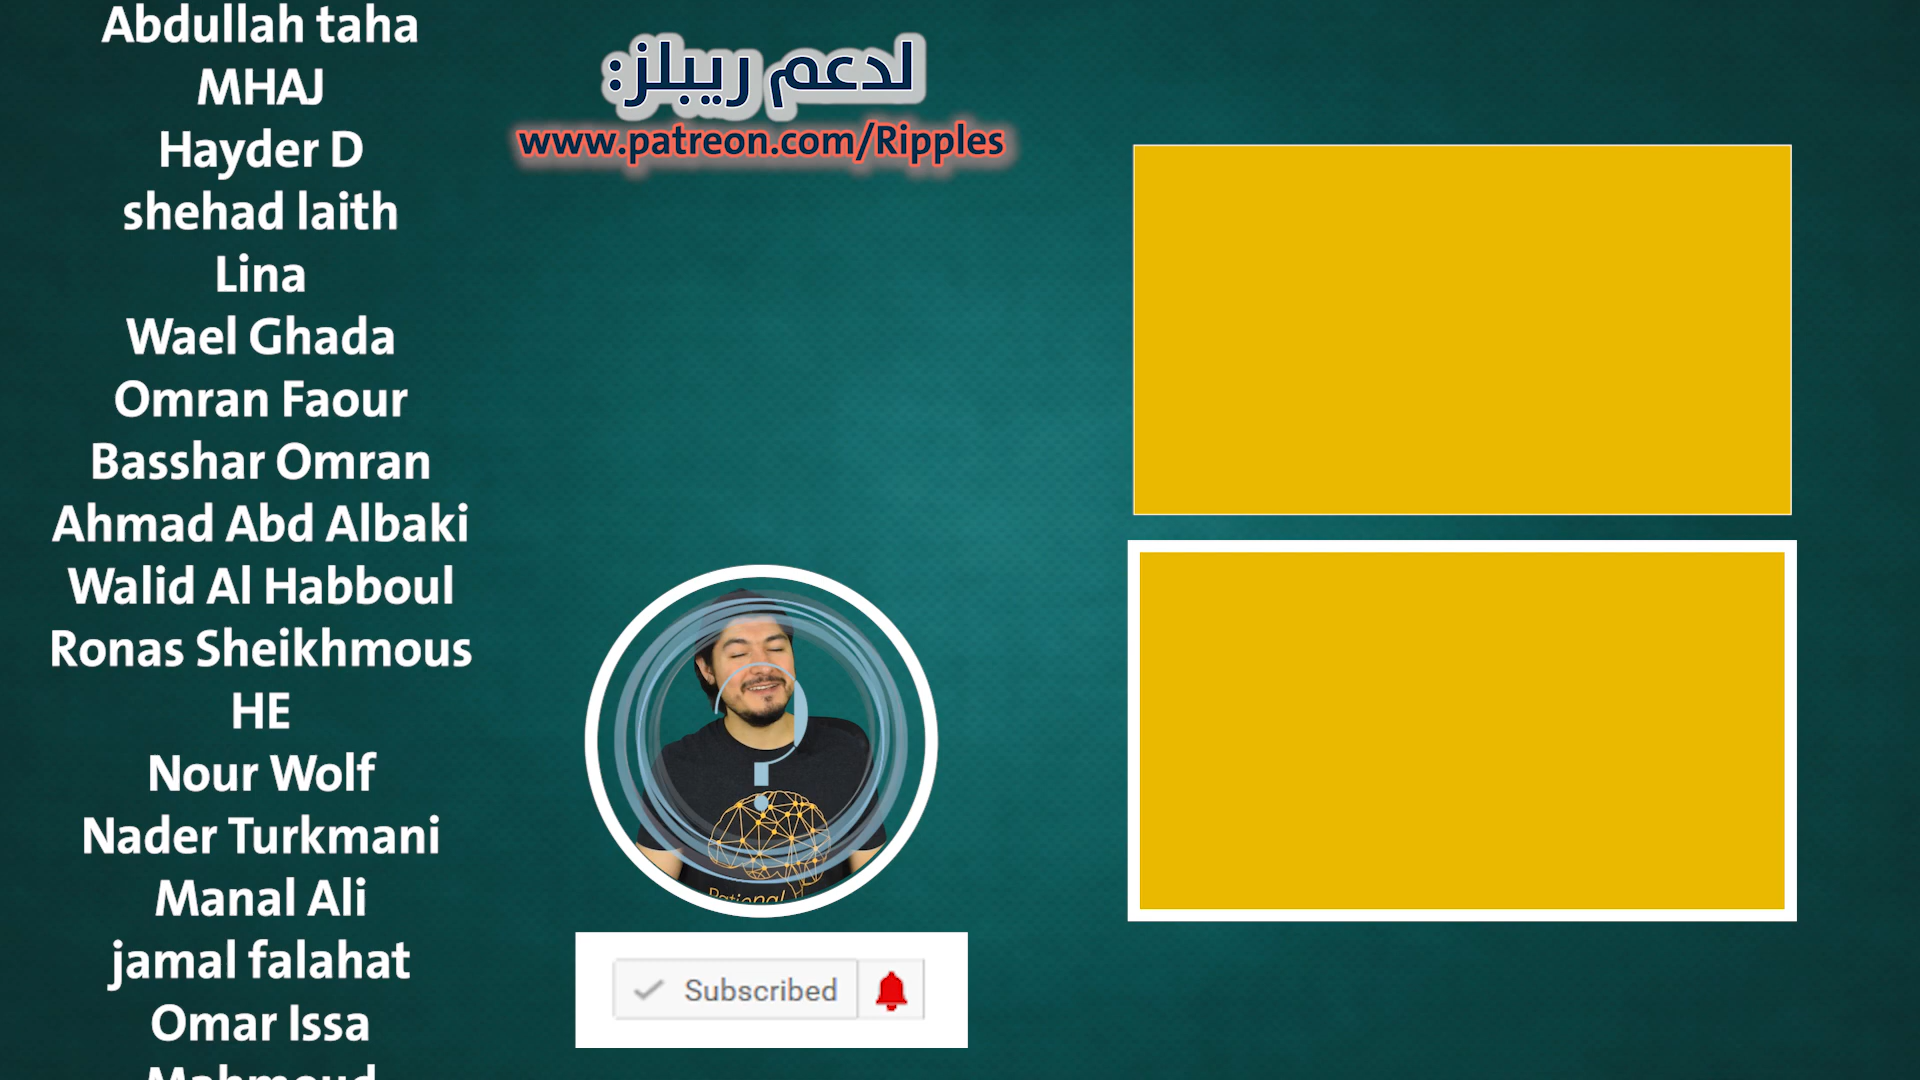 Abdullah taha
MHAJ
Hayder D
shehad laith
Lina
Wael Ghada
Omran Faour
Basshar Omran
Ahmad Abd Albaki
Walid Al Habboul
Ronas Sheikhmous
HE
Nour Wolf
Nader Turkmani
Manal Ali
jamal falahat
Omar Issa
Mahmoud
لدعم ريبلز:
www.patreon.com/Ripples
Rational
Subscribed